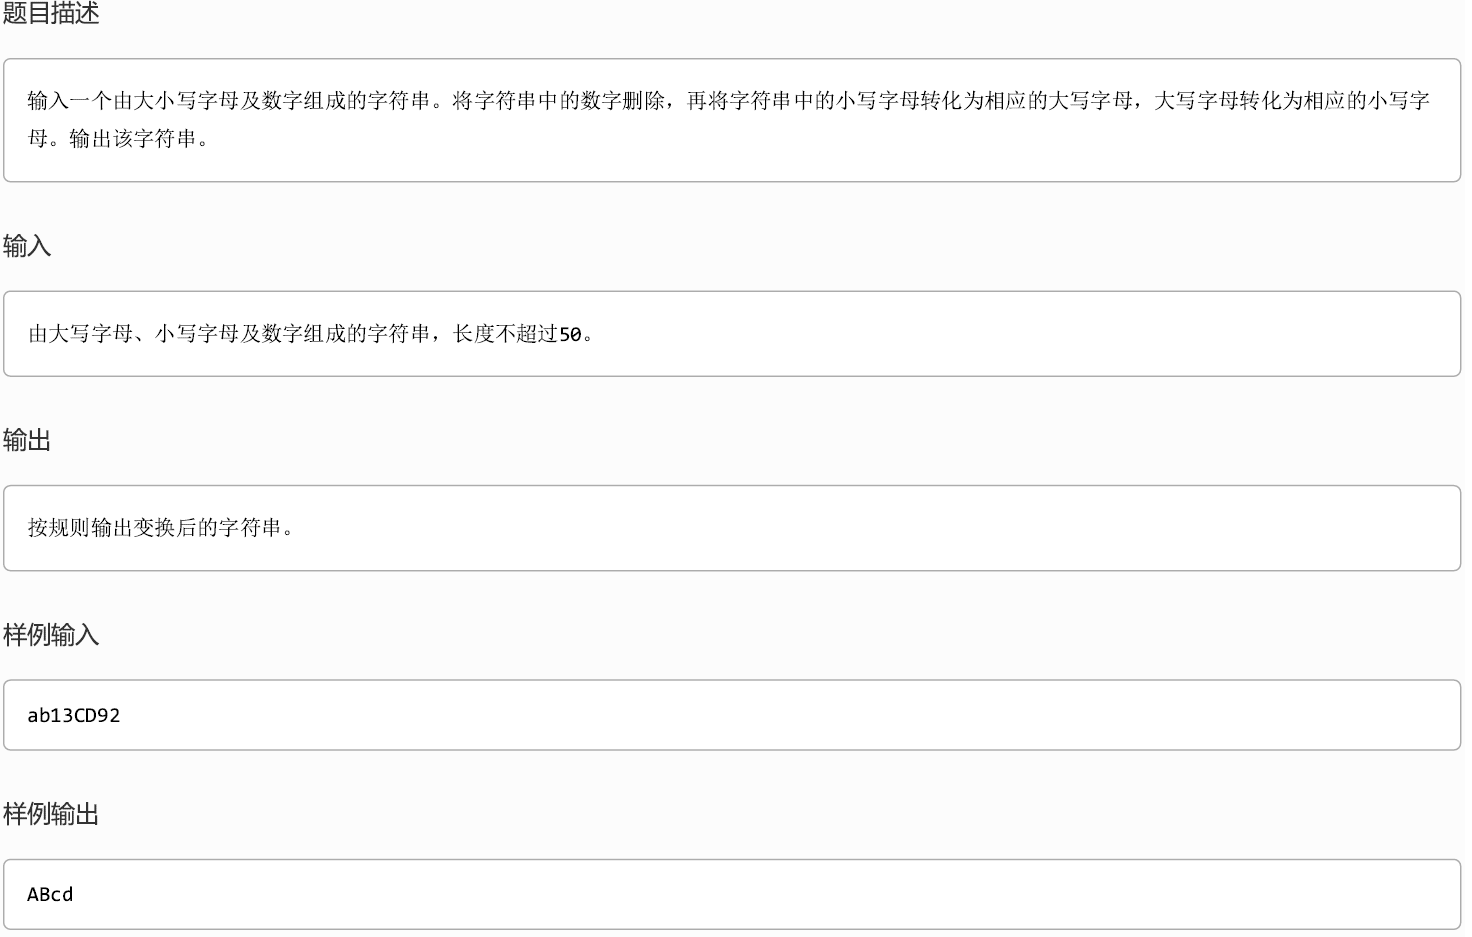 题目描述
输入一个由大小写字母及数字组成的字符串。将字符串中的数字删除，再将字符串中的小写字母转化为相应的大写字母，大写字母转化为相应的小写字
母。输出该字符串。
输入
由大写字母、小写字母及数字组成的字符串，长度不超过50。
输出
按规则输出变换后的字符串。
样例输入
ab13CD92
样例输出
ABcd